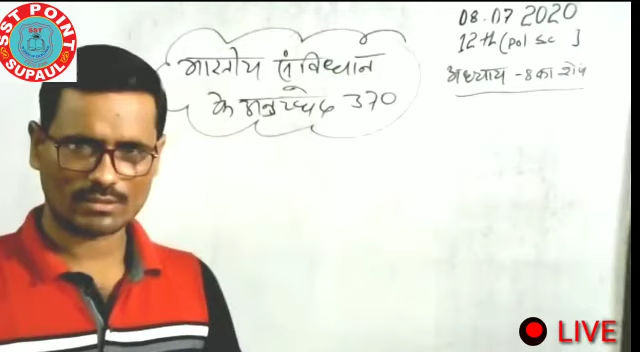 SST POINT
SST
SUPAUL
08.07 2020
12th (Pol Sc )
अध्याय -8 का शेष
भारतीय संविधान
के अनुच्छेद 370
LIVE